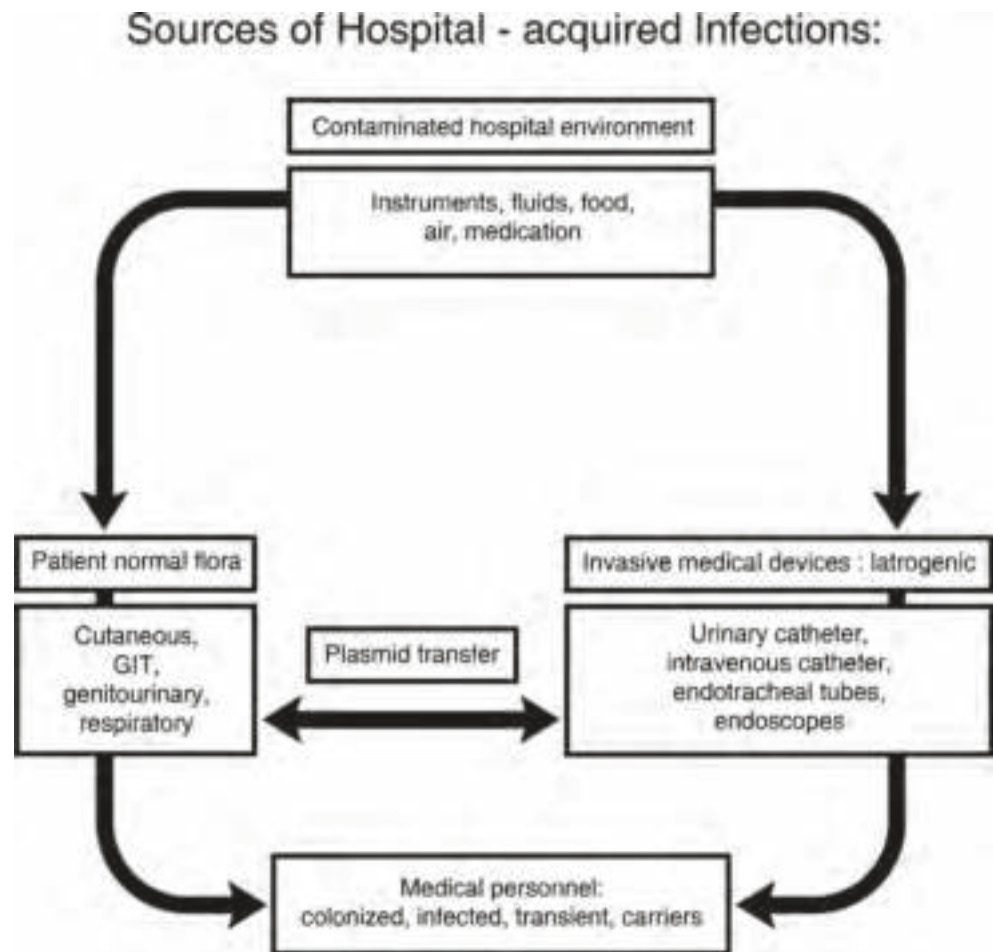 Sources of Hospital - acquired Infections:
Contaminated hospital environment
Instruments, fluids, food,
air, medication
Patient normal flora
Invasive medical devices : Iatrogenic
Cutaneous,
GIT,
genitourinary,
respiratory
Plasmid transfer
Urinary catheter,
intravenous catheter,
endotracheal tubes,
endoscopes
Medical personnel:
colonized, infected, transient, carriers